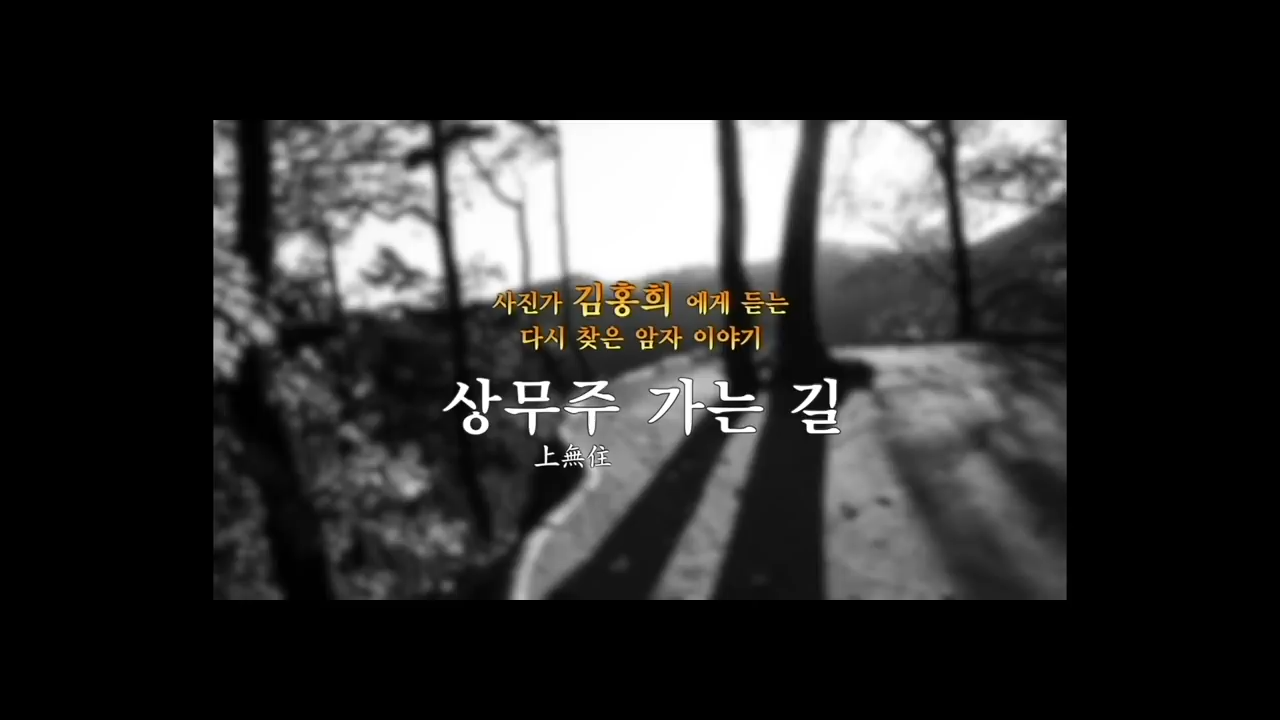 사진가 김홍희 에게 듣는
다시 찾은 암자 이야기
상무주 가는 길
上無住